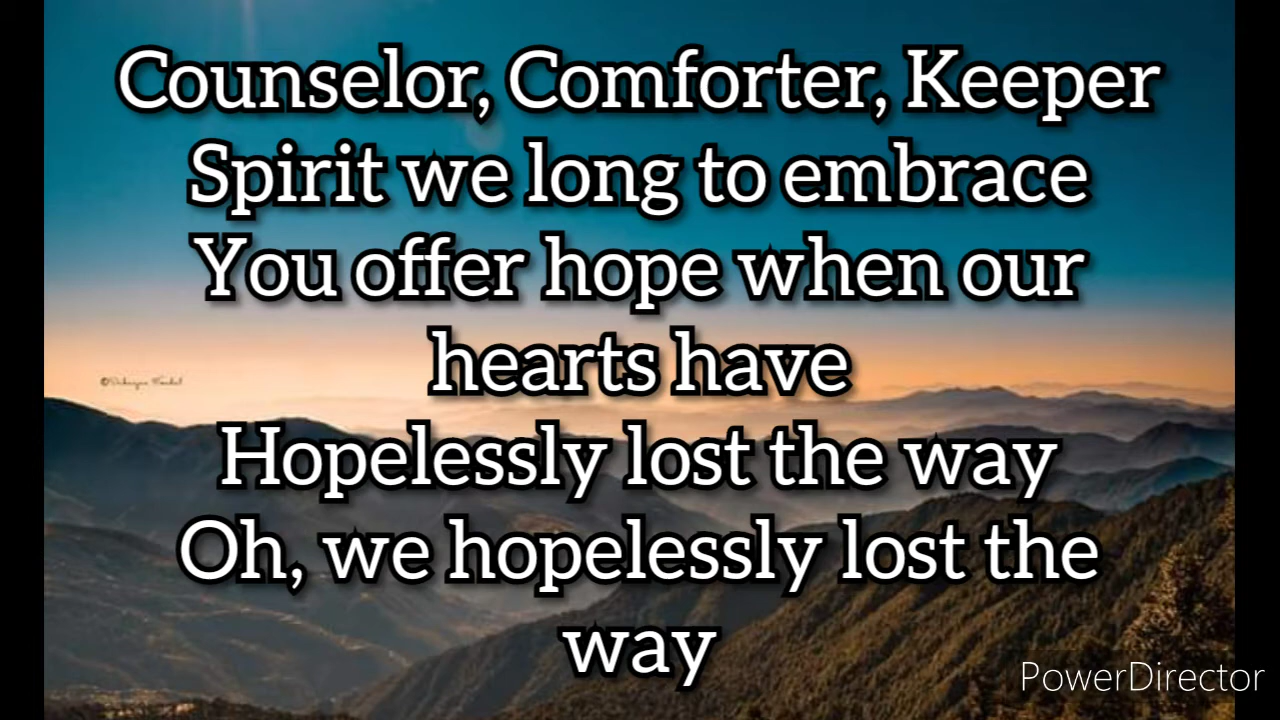 Counselor, Comforter, Keeper
Spirit we long to embrace
You offer hope when our
hearts have
Hopelessly lost the way
Oh, we hopelessly lost the
way
PowerDirector